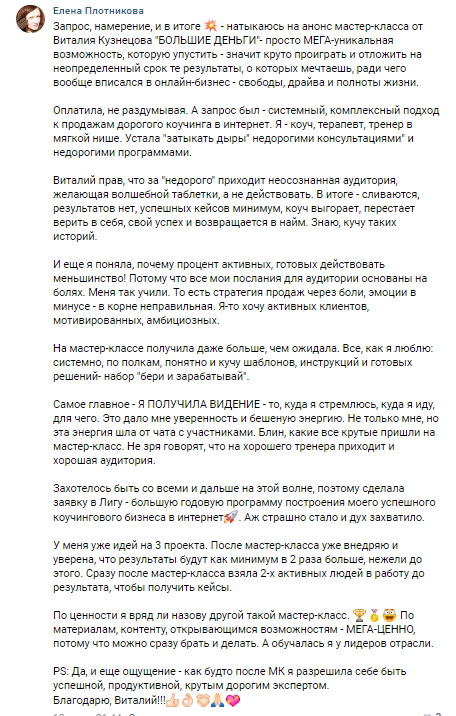 Елена Плотникова
Запрос, намерение, и в итоге 💥 - натыкаюсь на анонс мастер-класса от
Виталия Кузнецова "БОЛЬШИЕ ДЕНЬГИ"- просто МЕГА-уникальная
возможность, которую упустить - значит круто проиграть и отложить на
неопределенный срок те результаты, о которых мечтаешь, ради чего
вообще вписался в онлайн-бизнес - свободы, драйва и полноты жизни.
Оплатила, не раздумывая. А запрос был - системный, комплексный подход
к продажам дорогого коучинга в интернет. Я - коуч, терапевт, тренер в
мягкой нише. Устала "затыкать дыры" недорогими консультациями" и
недорогими программами.
Виталий прав, что за "недорого" приходит неосознанная аудитория,
желающая волшебной таблетки, а не действовать. В итоге - сливаются,
результатов нет, успешных кейсов минимум, коуч выгорает, перестает
верить в себя, свой успех и возвращается в найм. Знаю, кучу таких
историй.
И еще я поняла, почему процент активных, готовых действовать
меньшинство! Потому что все мои послания для аудитории основаны на
болях. Меня так учили. То есть стратегия продаж через боли, эмоции в
минусе - в корне неправильная. Я-то хочу активных клиентов,
мотивированных, амбициозных.
На мастер-классе получила даже больше, чем ожидала. Все, как я люблю:
системно, по полкам, понятно и кучу шаблонов, инструкций и готовых
решений- набор "бери и зарабатывай".
Самое главное - Я ПОЛУЧИЛА ВИДЕНИЕ - то, куда я стремлюсь, куда я иду,
для чего. Это дало мне уверенность и бешеную энергию. Не только мне, но
эта энергия шла от чата с участниками. Блин, какие все крутые пришли на
мастер-класс. Не зря говорят, что на хорошего тренера приходит и
хорошая аудитория.
Захотелось быть со всеми и дальше на этой волне, поэтому сделала
заявку в Лигу - большую годовую программу построения моего успешного
коучингового бизнеса в интернет🚀. Аж страшно стало и дух захватило.
У меня уже идей на 3 проекта. После мастер-класса уже внедряю и
уверена, что результаты будут как минимум в 2 раза больше, нежели до
этого. Сразу после мастер-класса взяла 2-х активных людей в работу до
результата, чтобы получить кейсы.
По ценности я вряд ли назову другой такой мастер-класс. 🏆🥇😄 По
материалам, контенту, открывающимся возможностям - МЕГА-ЦЕННО,
потому что можно сразу брать и делать. А обучалась я у лидеров отрасли.
PS: Да, и еще ощущение - как будто после МК я разрешила себе быть
успешной, продуктивной, крутым дорогим экспертом.
Благодарю, Виталий!!!👍👌👏🙏💖